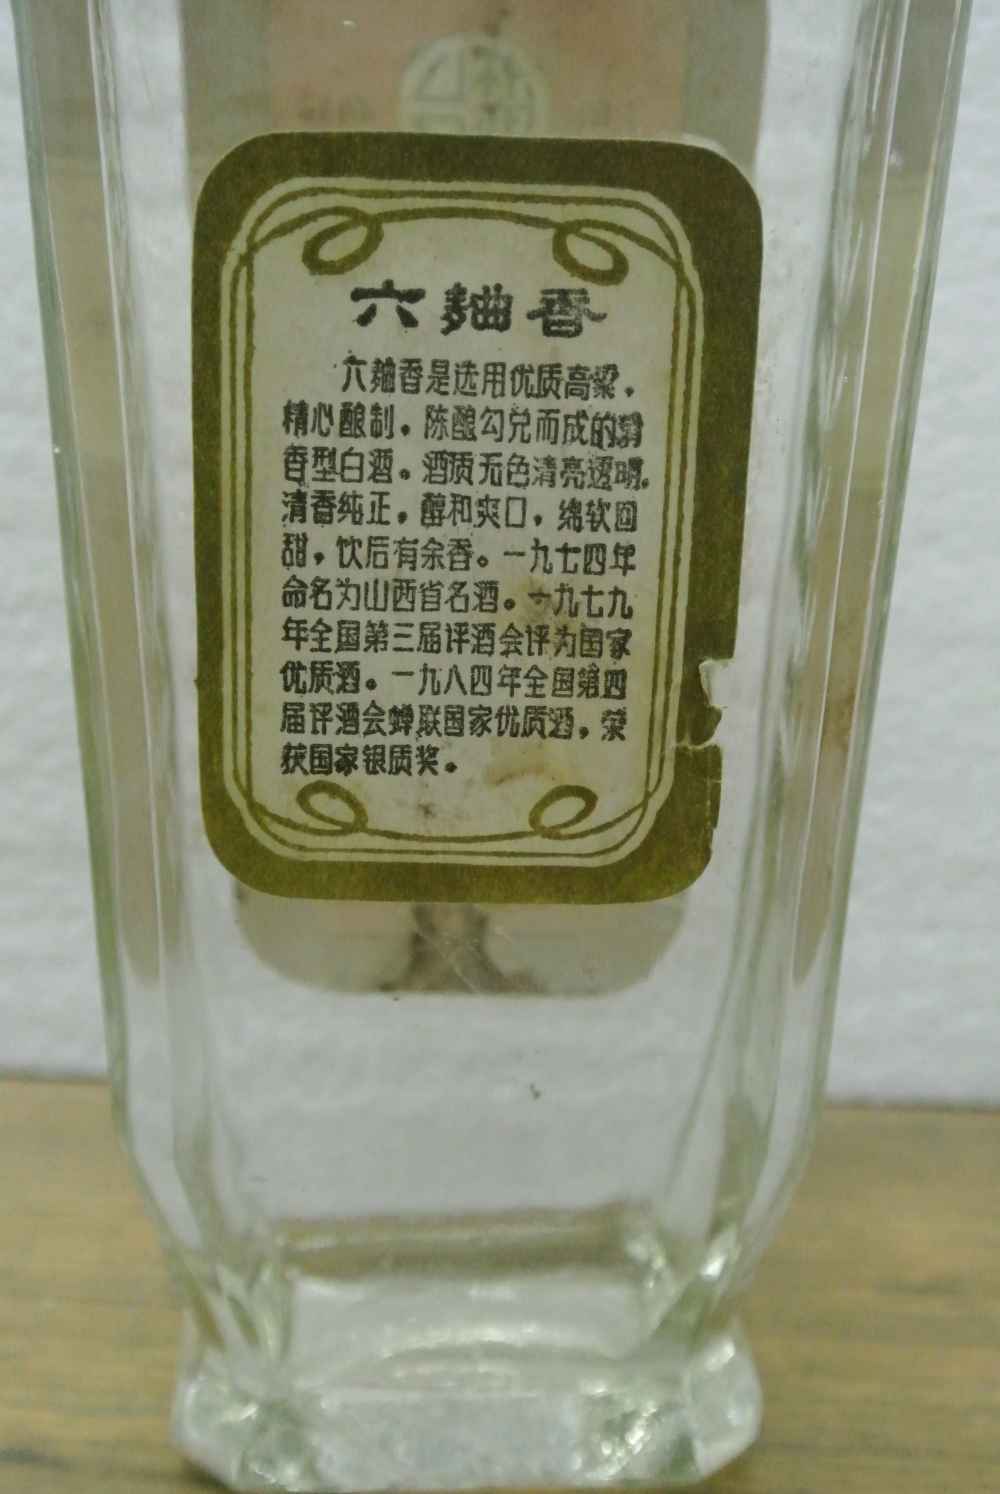 六麯香
六麯香是选用优质高粱，
精心酿制，陈酿勾兑而成的清
香型白酒。酒质无色清亮透明，
清香纯正，醇和爽口，绵软回
甜，饮后有余香。一九七四年
命名为山西省名酒。一九七九
年全国第三届评酒会评为国家
优质酒。一九八四年全国第四
届评酒会蝉联国家优质酒，荣
获国家银质奖。